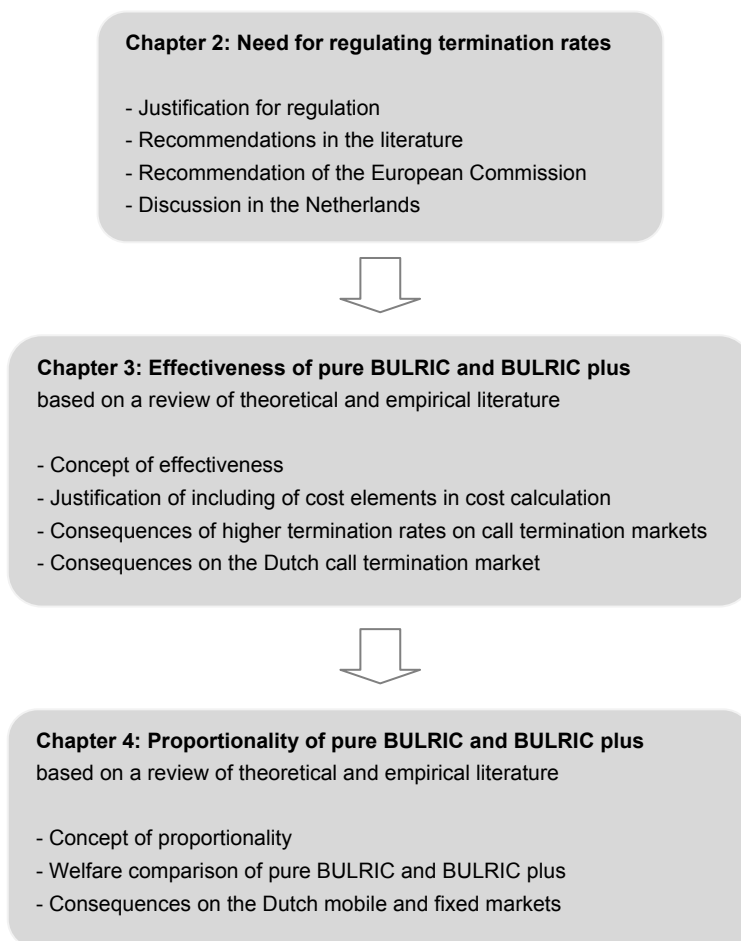 Chapter 2: Need for regulating termination rates
- Justification for regulation
- Recommendations in the literature
- Recommendation of the European Commission
- Discussion in the Netherlands
Chapter 3: Effectiveness of pure BULRIC and BULRIC plus
based on a review of theoretical and empirical literature
- Concept of effectiveness
- Justification of including of cost elements in cost calculation
- Consequences of higher termination rates on call termination markets
- Consequences on the Dutch call termination market
Chapter 4: Proportionality of pure BULRIC and BULRIC plus
based on a review of theoretical and empirical literature
- Concept of proportionality
- Welfare comparison of pure BULRIC and BULRIC plus
- Consequences on the Dutch mobile and fixed markets